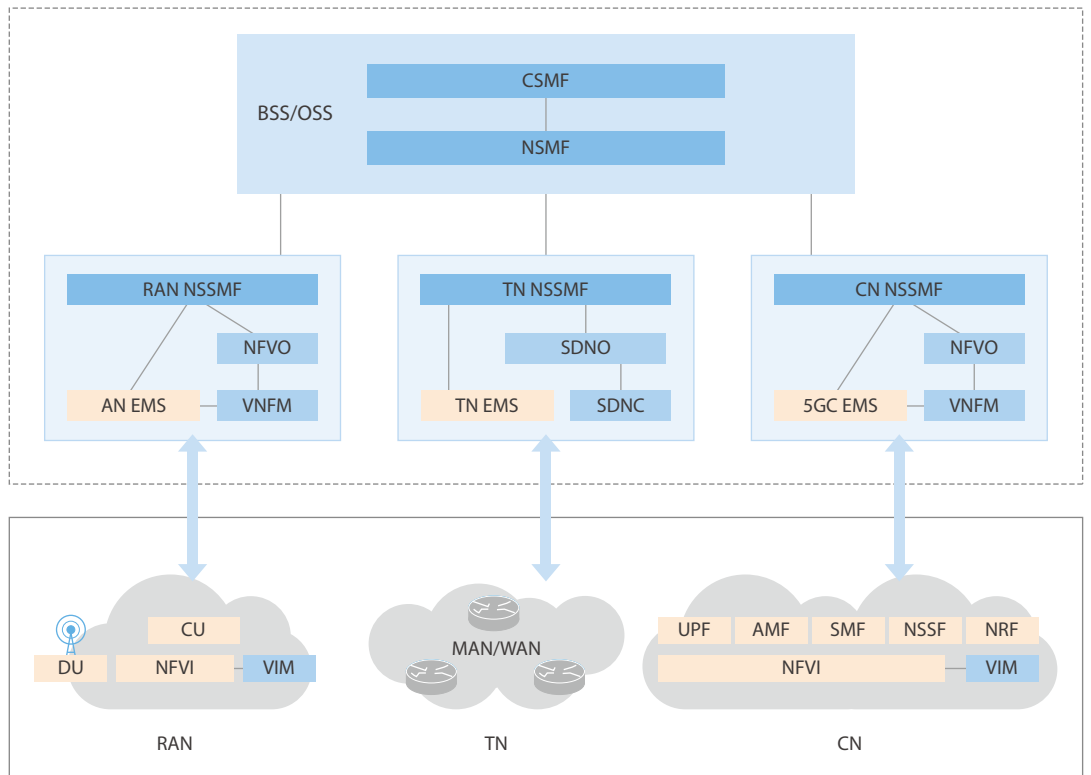 CSMF
BSS/OSS
NSMF
RAN NSSMF
TN NSSMF
CN NSSMF
NFVO
SDNO
NFVO
AN EMS
VNFM
TN EMS
SDNC
5GC EMS
VNFM
CU
UPF
AMF
SMF
NSSF
NRF
MAN/WAN
DU
NFVI
VIM
NFVI
VIM
RAN
TN
CN